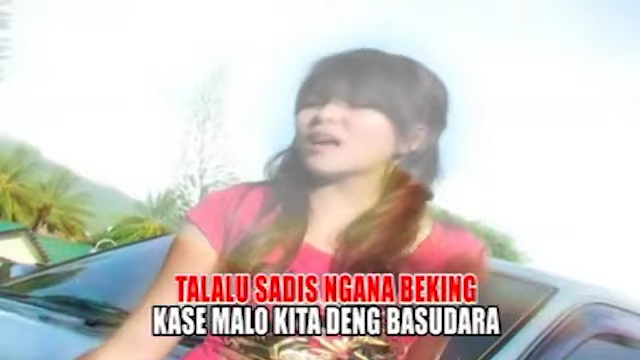 TALALU SADIS NGANA BEKING
KASE MALO KITA DENG BASUDARA